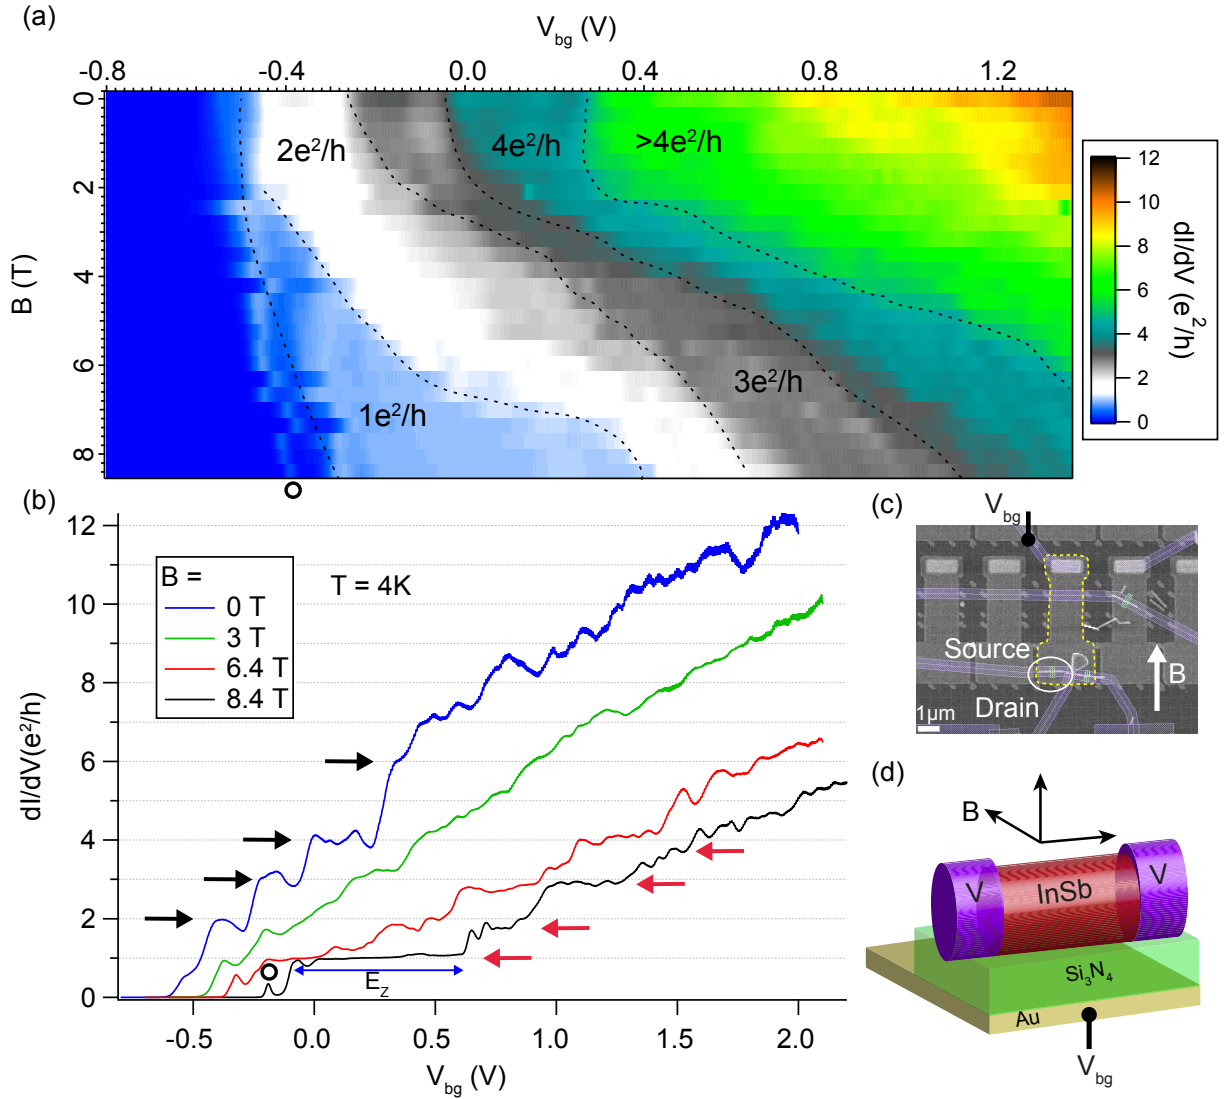 (a)
V_bg (V)
-0.8 -0.4 0.0 0.4 0.8 1.2
B (T)
0
2
4
6
8
2e²/h
4e²/h
>4e²/h
3e²/h
1e²/h
12
10
8
6
4
2
0
dI/dV (e²/h)
(b)
dI/dV(e²/h)
12
10
8
6
4
2
0
B =
0 T
3 T
6.4 T
8.4 T
T = 4K
E_Z
-0.5 0.0 0.5 1.0 1.5 2.0
V_bg (V)
(c)
V_bg
Source
Drain
B
1µm
(d)
B
V
InSb
V
Si₃N₄
Au
V_bg